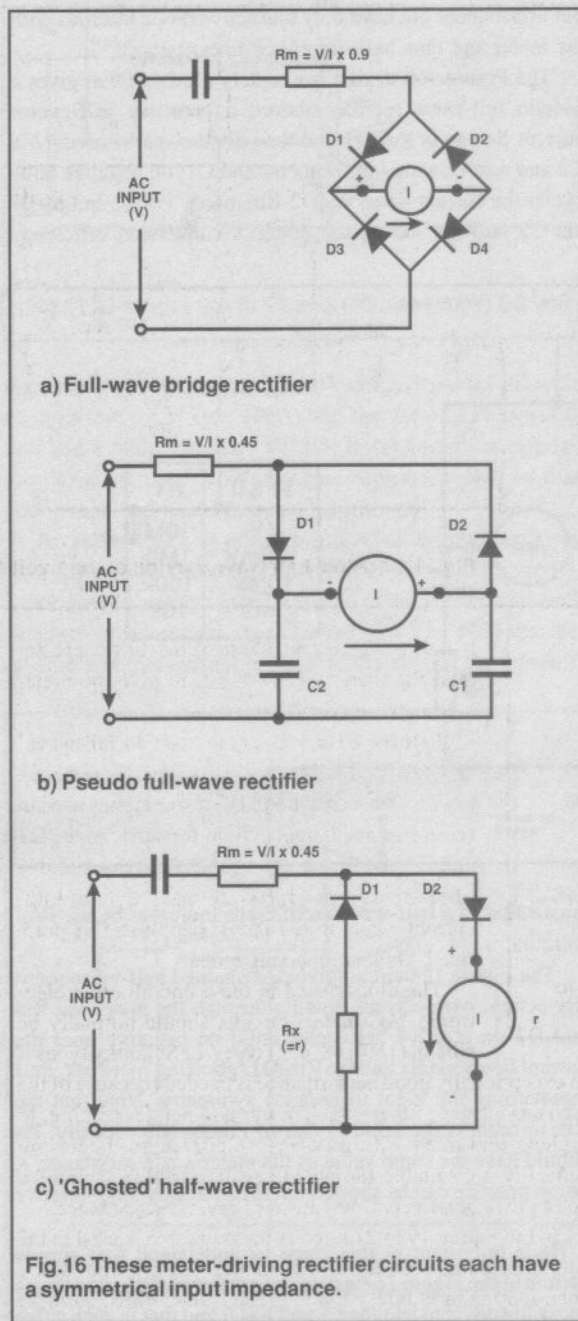 Rm = V/I x 0.9
D1
D2
AC
INPUT
(V)
+
I
-
D3
D4
a) Full-wave bridge rectifier
Rm = V/I x 0.45
D1
D2
AC
INPUT
(V)
-
I
+
C2
C1
b) Pseudo full-wave rectifier
Rm = V/I x 0.45
D1
D2
+
AC
INPUT
(V)
Rx
(=r)
I
-
c) 'Ghosted' half-wave rectifier
Fig.16 These meter-driving rectifier circuits each have
a symmetrical input impedance.